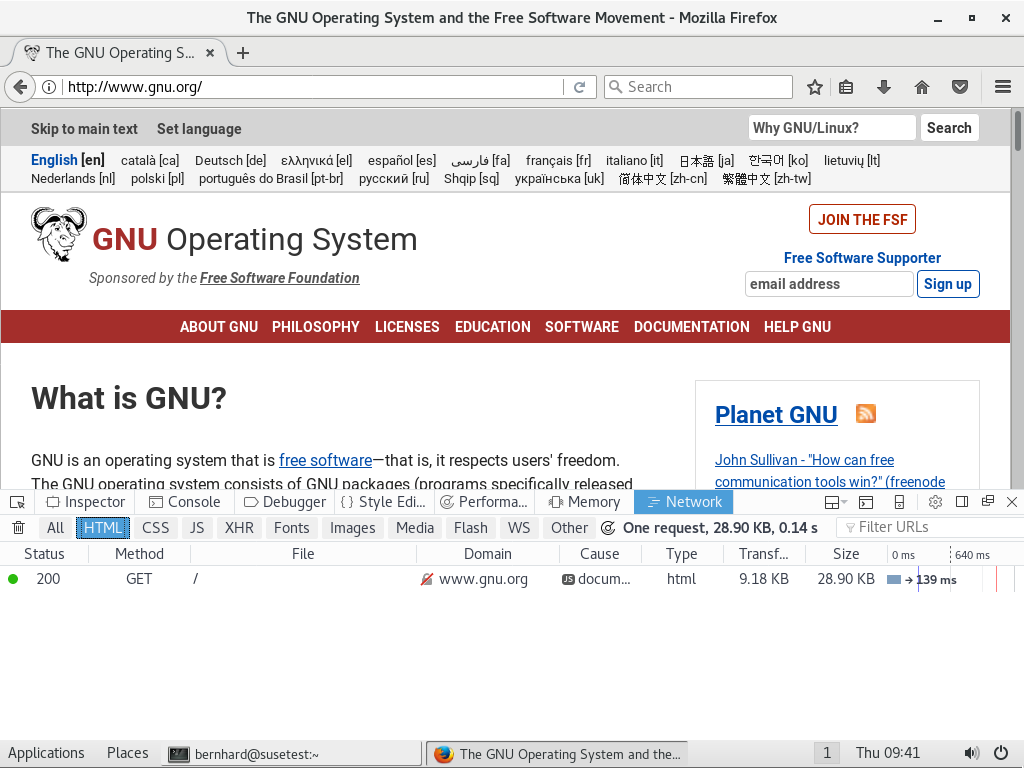 The GNU Operating System and the Free Software Movement - Mozilla Firefox
The GNU Operating S...
http://www.gnu.org/
Search
Skip to main text Set language
Why GNU/Linux? Search
English [en] català [ca] Deutsch [de] ελληνικά [el] español [es] فارسی [fa] français [fr] italiano [it] 日本語 [ja] 한국어 [ko] lietuvių [lt]
Nederlands [nl] polski [pl] português do Brasil [pt-br] русский [ru] Shqip [sq] українська [uk] 简体中文 [zh-cn] 繁體中文 [zh-tw]
GNU Operating System
Sponsored by the Free Software Foundation
JOIN THE FSF
Free Software Supporter
email address Sign up
ABOUT GNU PHILOSOPHY LICENSES EDUCATION SOFTWARE DOCUMENTATION HELP GNU
What is GNU?
GNU is an operating system that is free software—that is, it respects users' freedom.
The GNU operating system consists of GNU packages (programs specifically released
Planet GNU
John Sullivan - "How can free
communication tools win?" (freenode
Inspector Console Debugger { } Style Edi... Performa... Memory Network
All HTML CSS JS XHR Fonts Images Media Flash WS Other One request, 28.90 KB, 0.14 s Filter URLs
Status Method File Domain Cause Type Transf... Size 0 ms 640 ms
200 GET / www.gnu.org JS docum... html 9.18 KB 28.90 KB → 139 ms
Applications Places bernhard@susetest:~ The GNU Operating System and the... 1 Thu 09:41